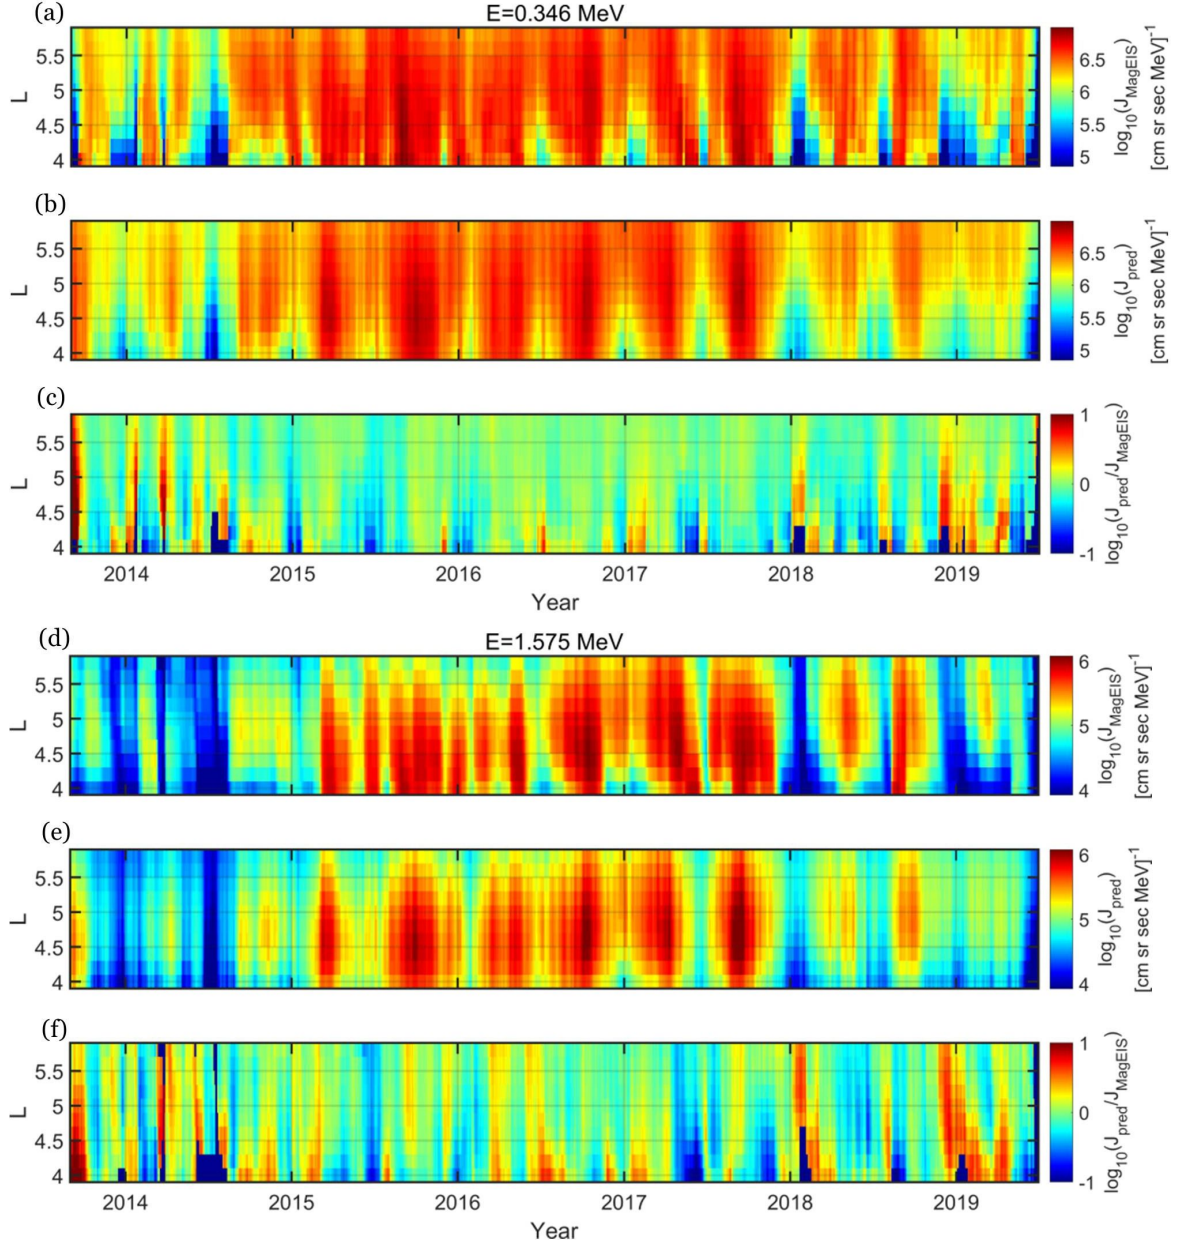 (a)
E=0.346 MeV
5.5
5
4.5
4
L
6.5
6
5.5
5
log10(JMagEIS)
[cm sr sec MeV]-1
(b)
5.5
5
4.5
4
L
6.5
6
5.5
5
log10(Jpred)
[cm sr sec MeV]-1
(c)
5.5
5
4.5
4
L
1
0
-1
log10(Jpred/JMagEIS)
2014 2015 2016 2017 2018 2019
Year
(d)
E=1.575 MeV
5.5
5
4.5
4
L
6
5
4
log10(JMagEIS)
[cm sr sec MeV]-1
(e)
5.5
5
4.5
4
L
6
5
4
log10(Jpred)
[cm sr sec MeV]-1
(f)
5.5
5
4.5
4
L
1
0
-1
log10(Jpred/JMagEIS)
2014 2015 2016 2017 2018 2019
Year